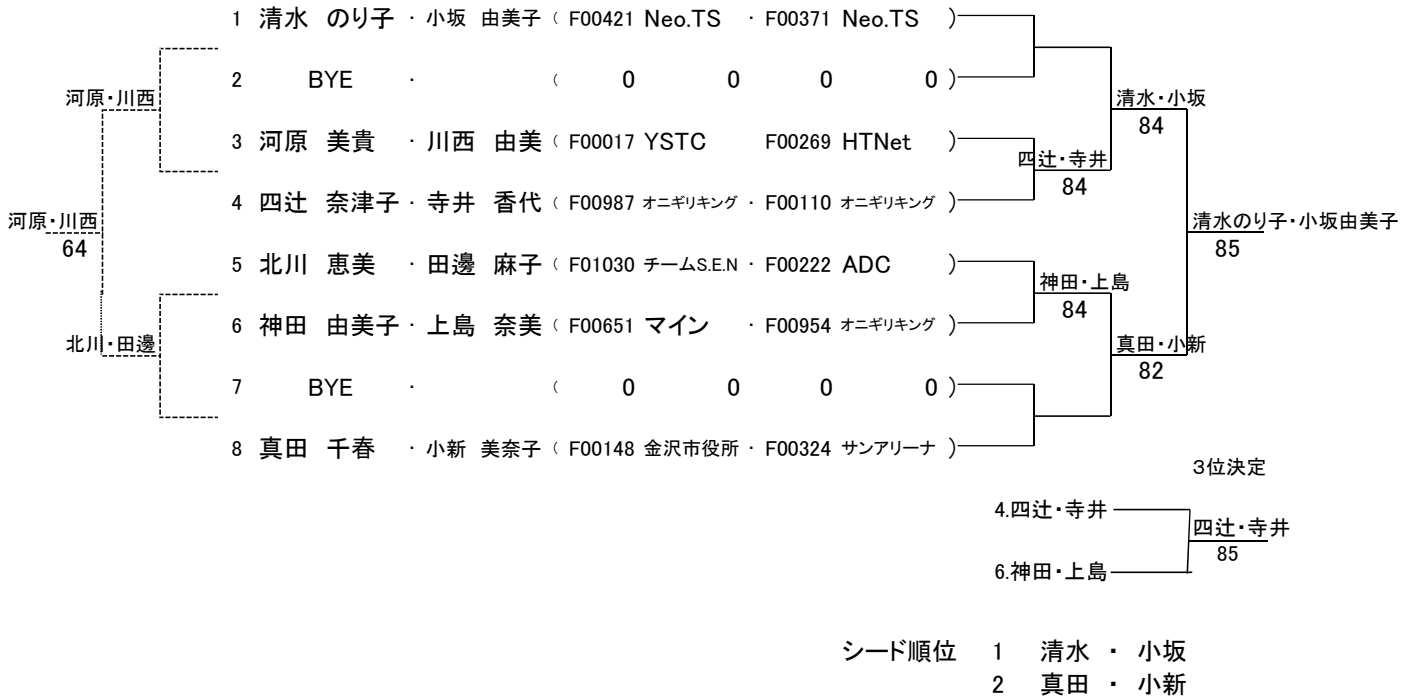 1 清水 のり子 ・ 小坂 由美子 ( F00421 Neo.TS ・ F00371 Neo.TS )
2 BYE ・ ( 0 0 0 0 )
河原・川西
清水・小坂
84
3 河原 美貴 ・ 川西 由美 ( F00017 YSTC F00269 HTNet )
四辻・寺井
84
4 四辻 奈津子 ・ 寺井 香代 ( F00987 オニギリキング ・ F00110 オニギリキング )
河原・川西
64
清水のり子・小坂由美子
85
5 北川 恵美 ・ 田邊 麻子 ( F01030 チームS.E.N ・ F00222 ADC )
神田・上島
84
6 神田 由美子 ・ 上島 奈美 ( F00651 マイン ・ F00954 オニギリキング )
北川・田邊
真田・小新
82
7 BYE ・ ( 0 0 0 0 )
8 真田 千春 ・ 小新 美奈子 ( F00148 金沢市役所 ・ F00324 サンアリーナ )
3位決定
4.四辻・寺井
四辻・寺井
85
6.神田・上島
シード順位 1 清水 ・ 小坂
2 真田 ・ 小新